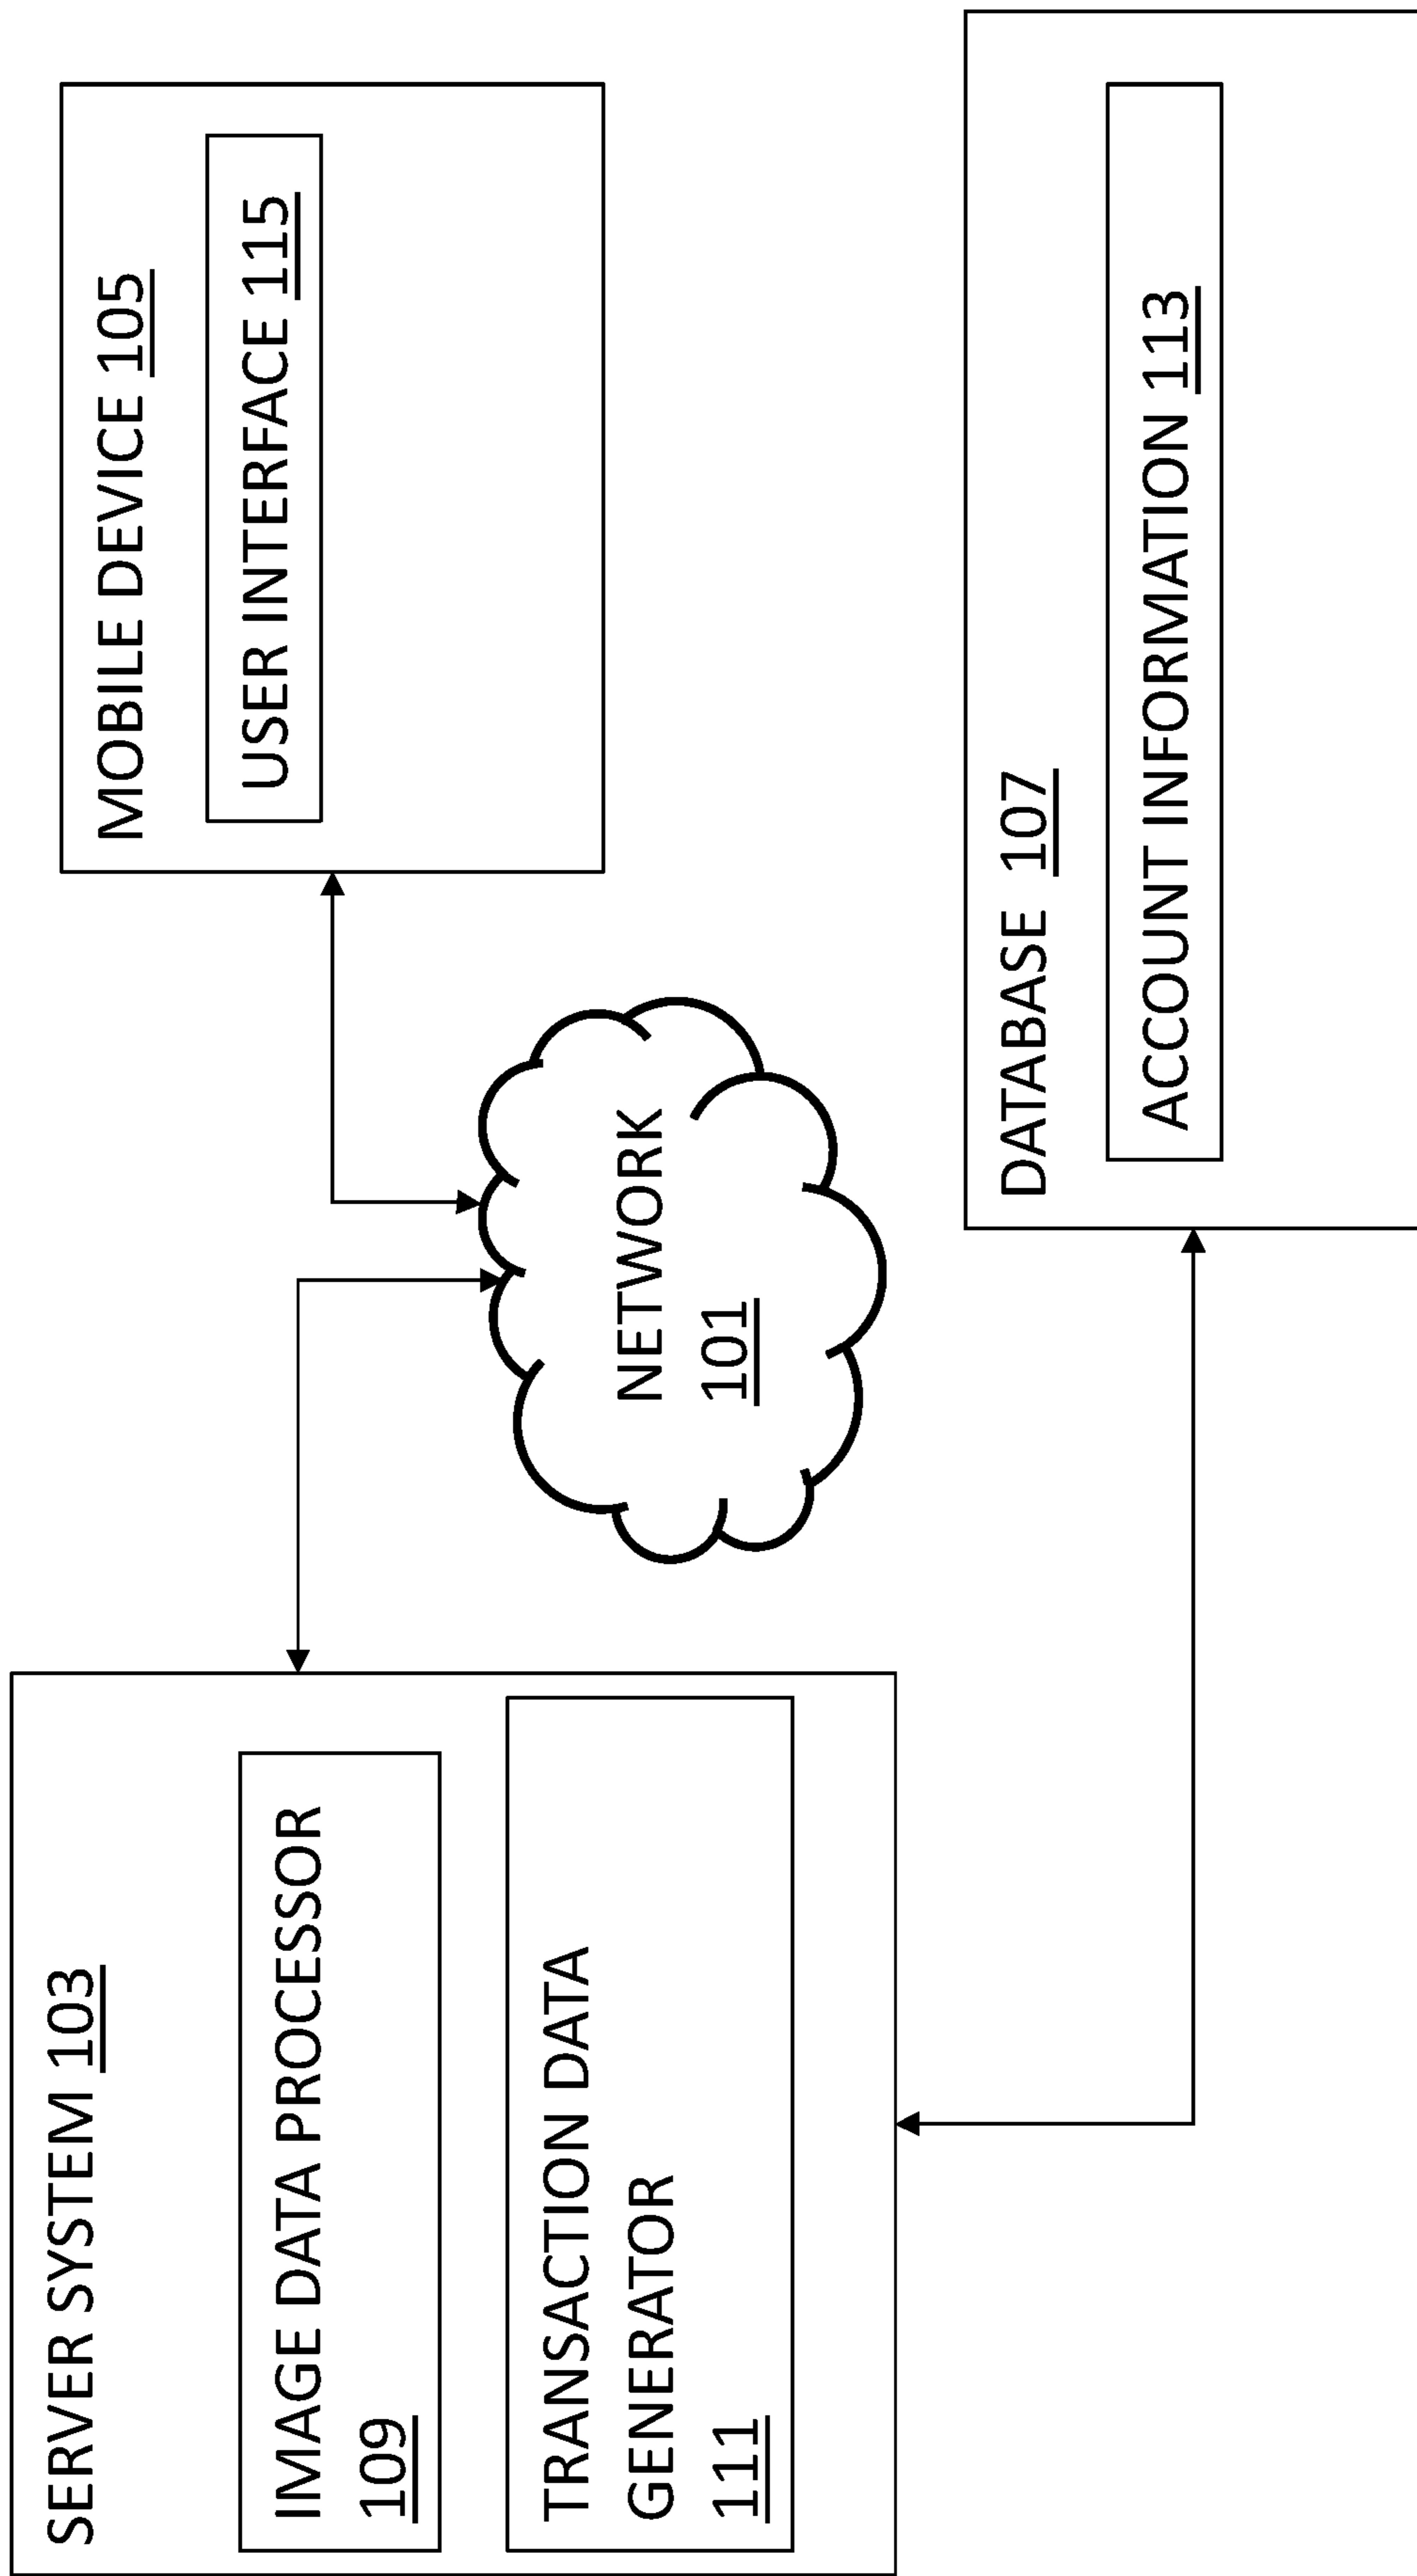 SERVER SYSTEM 103
IMAGE DATA PROCESSOR
109
TRANSACTION DATA
GENERATOR
111
NETWORK
101
MOBILE DEVICE 105
USER INTERFACE 115
DATABASE 107
ACCOUNT INFORMATION 113